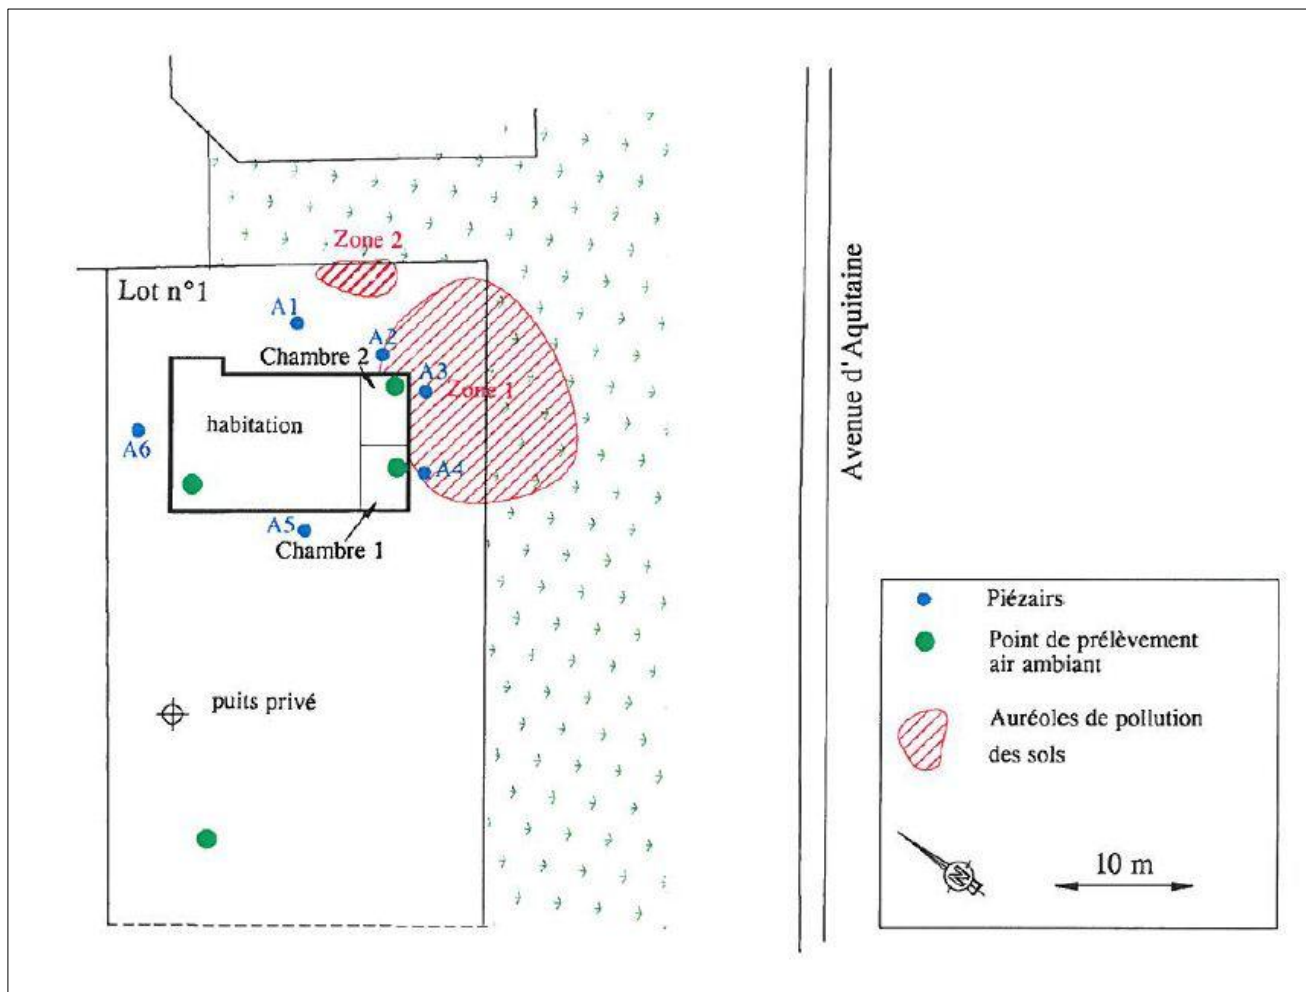 Zone 2
Lot n°1
A1
A2
Chambre 2
A3
Zone 1
habitation
A6
A4
A5
Chambre 1
puits privé
Avenue d'Aquitaine
Piézairs
Point de prélèvement
air ambiant
Auréoles de pollution
des sols
N
10 m